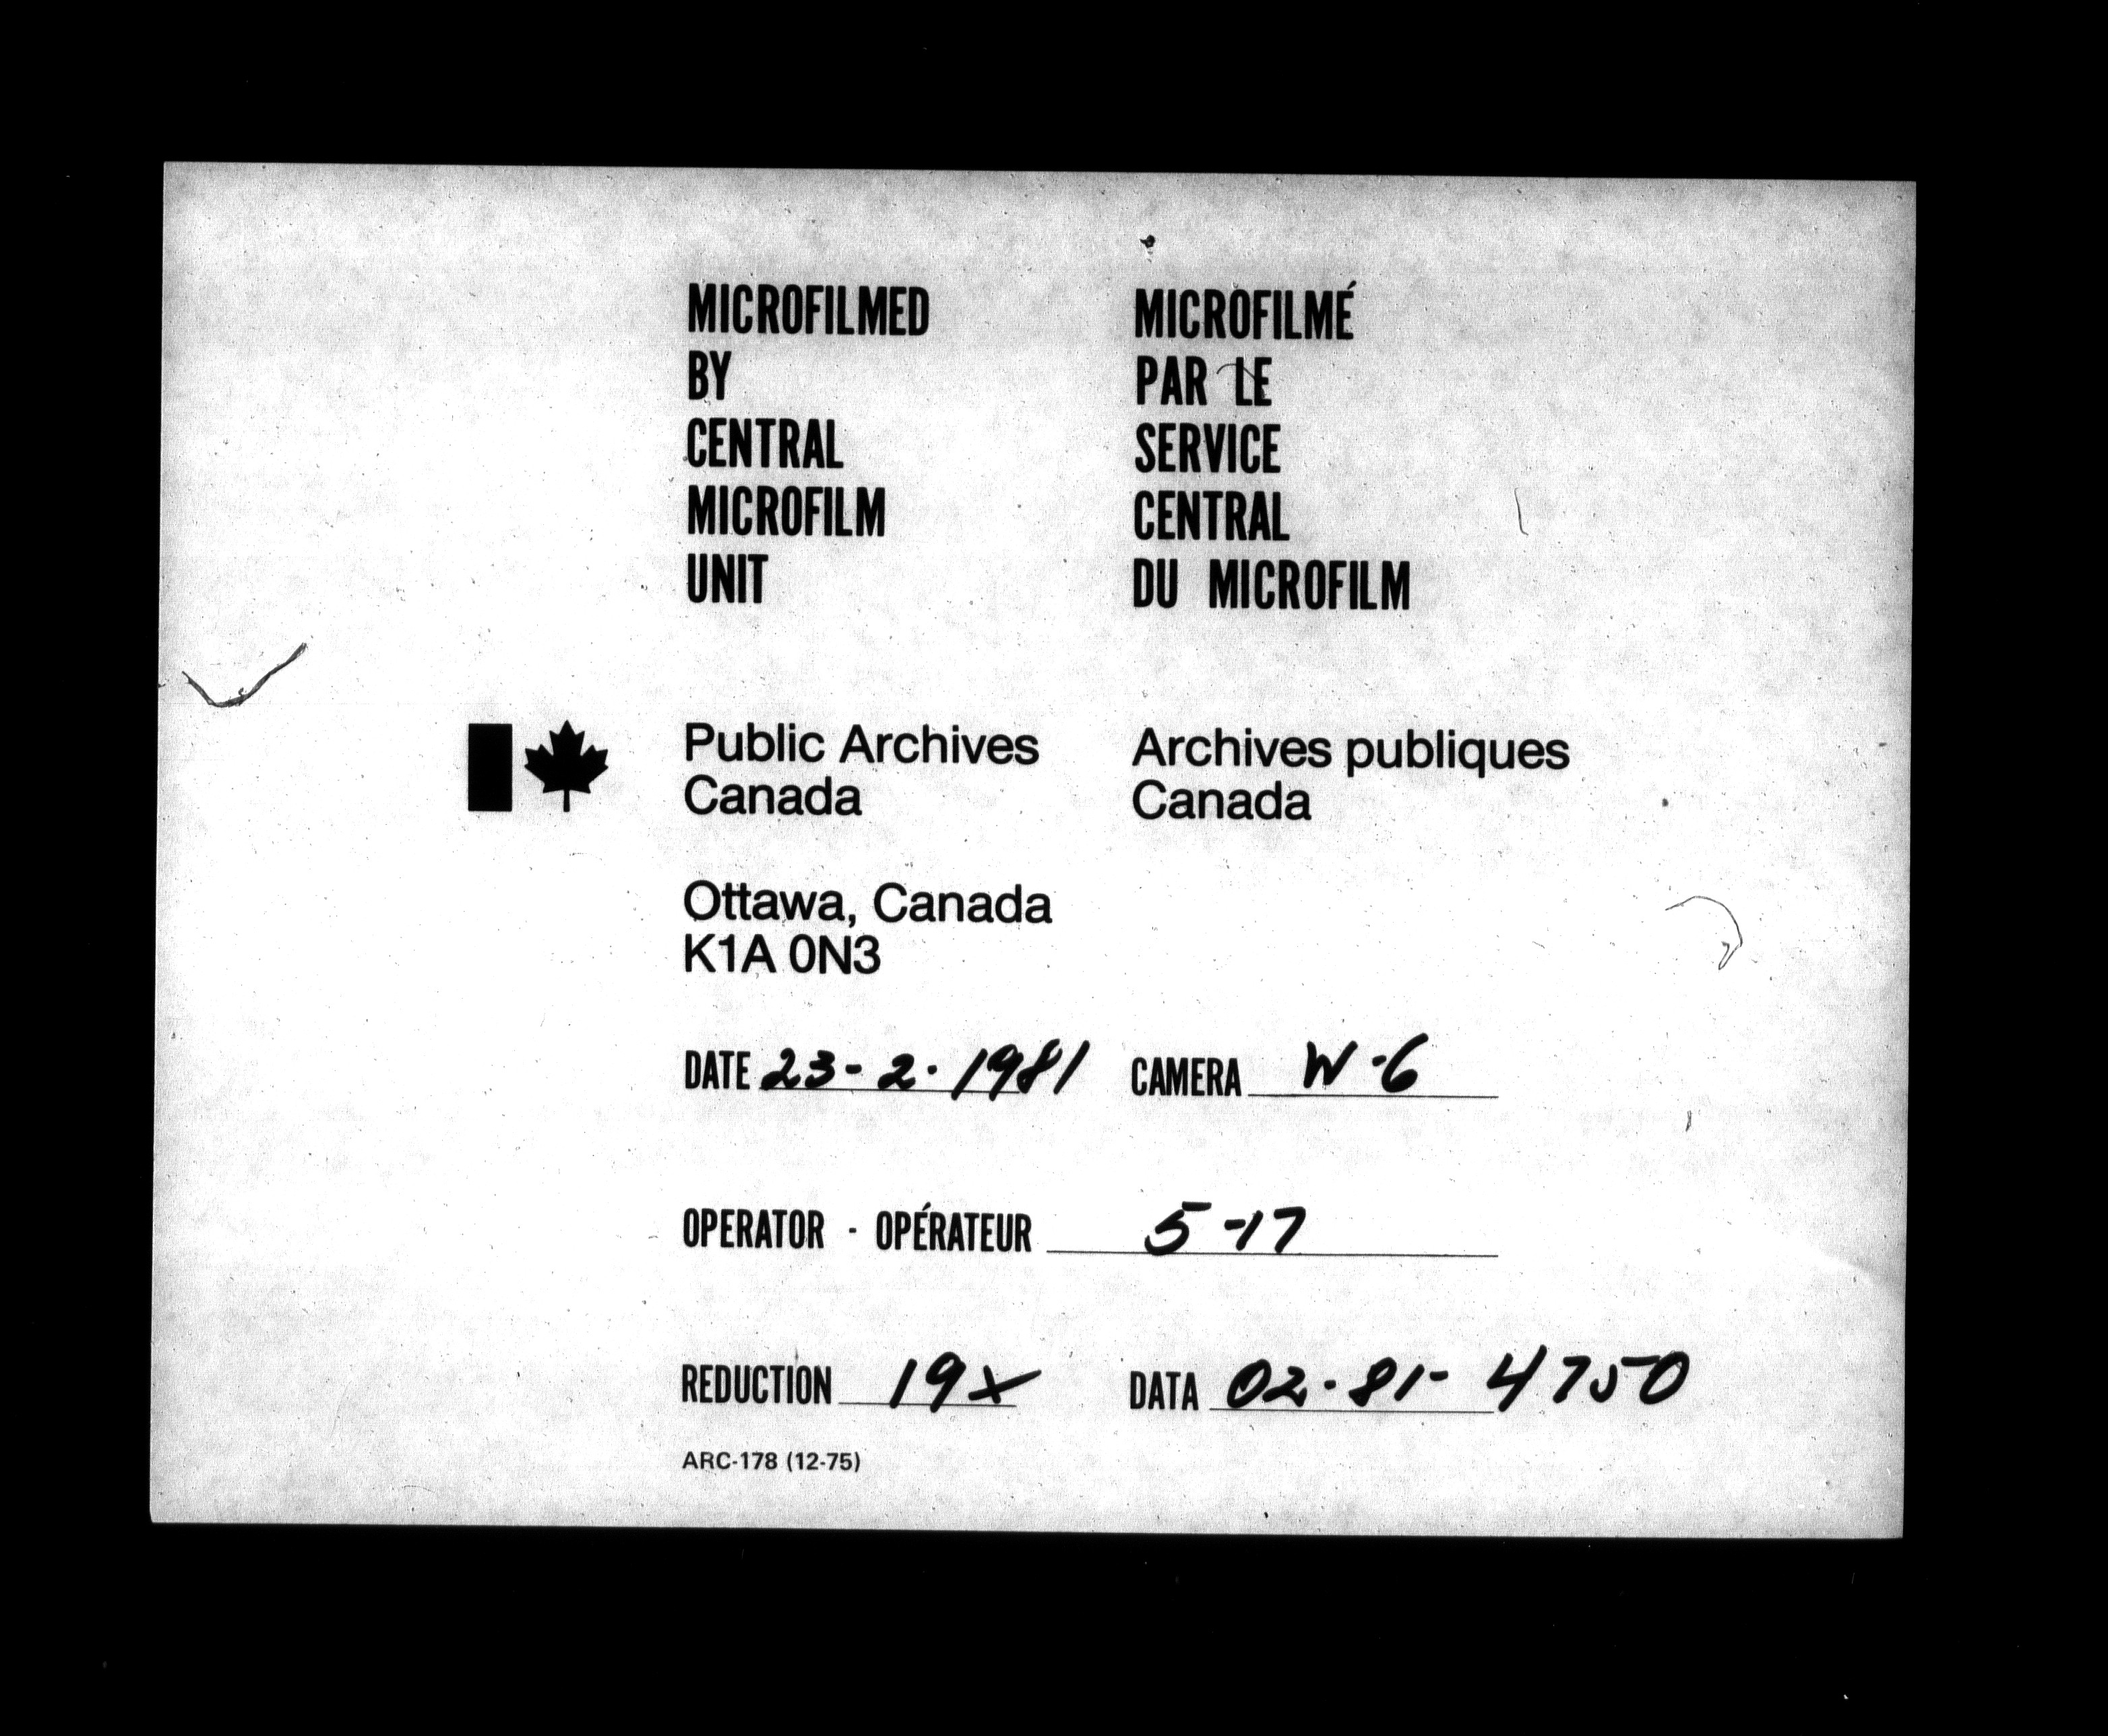 MICROFILMED
BY
CENTRAL
MICROFILM
UNIT
MICROFILMÉ
PAR LE
SERVICE
CENTRAL
DU MICROFILM
Public Archives
Canada
Archives publiques
Canada
Ottawa, Canada
K1A 0N3
DATE 23-2.1981 CAMERA W-6
OPERATOR - OPÉRATEUR 5-17
REDUCTION 19x DATA 02-81-4750
ARC-178 (12-75)